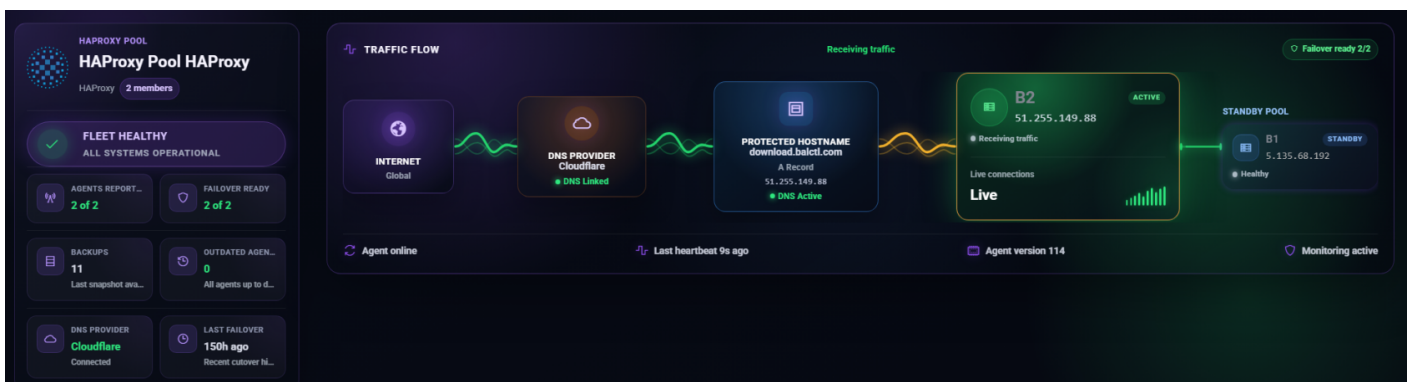 HAPROXY POOL
HAProxy Pool HAProxy
HAProxy 2 members
FLEET HEALTHY
ALL SYSTEMS OPERATIONAL
AGENTS REPORT...
2 of 2
FAILOVER READY
2 of 2
BACKUPS
11
Last snapshot ava...
OUTDATED AGEN...
0
All agents up to d...
DNS PROVIDER
Cloudflare
Connected
LAST FAILOVER
150h ago
Recent cutover hi...
TRAFFIC FLOW
Receiving traffic
Failover ready 2/2
INTERNET
Global
DNS PROVIDER
Cloudflare
DNS Linked
PROTECTED HOSTNAME
download.balctl.com
A Record
51.255.149.88
DNS Active
B2
ACTIVE
51.255.149.88
Receiving traffic
Live connections
Live
STANDBY POOL
B1
STANDBY
5.135.68.192
Healthy
Agent online
Last heartbeat 9s ago
Agent version 114
Monitoring active